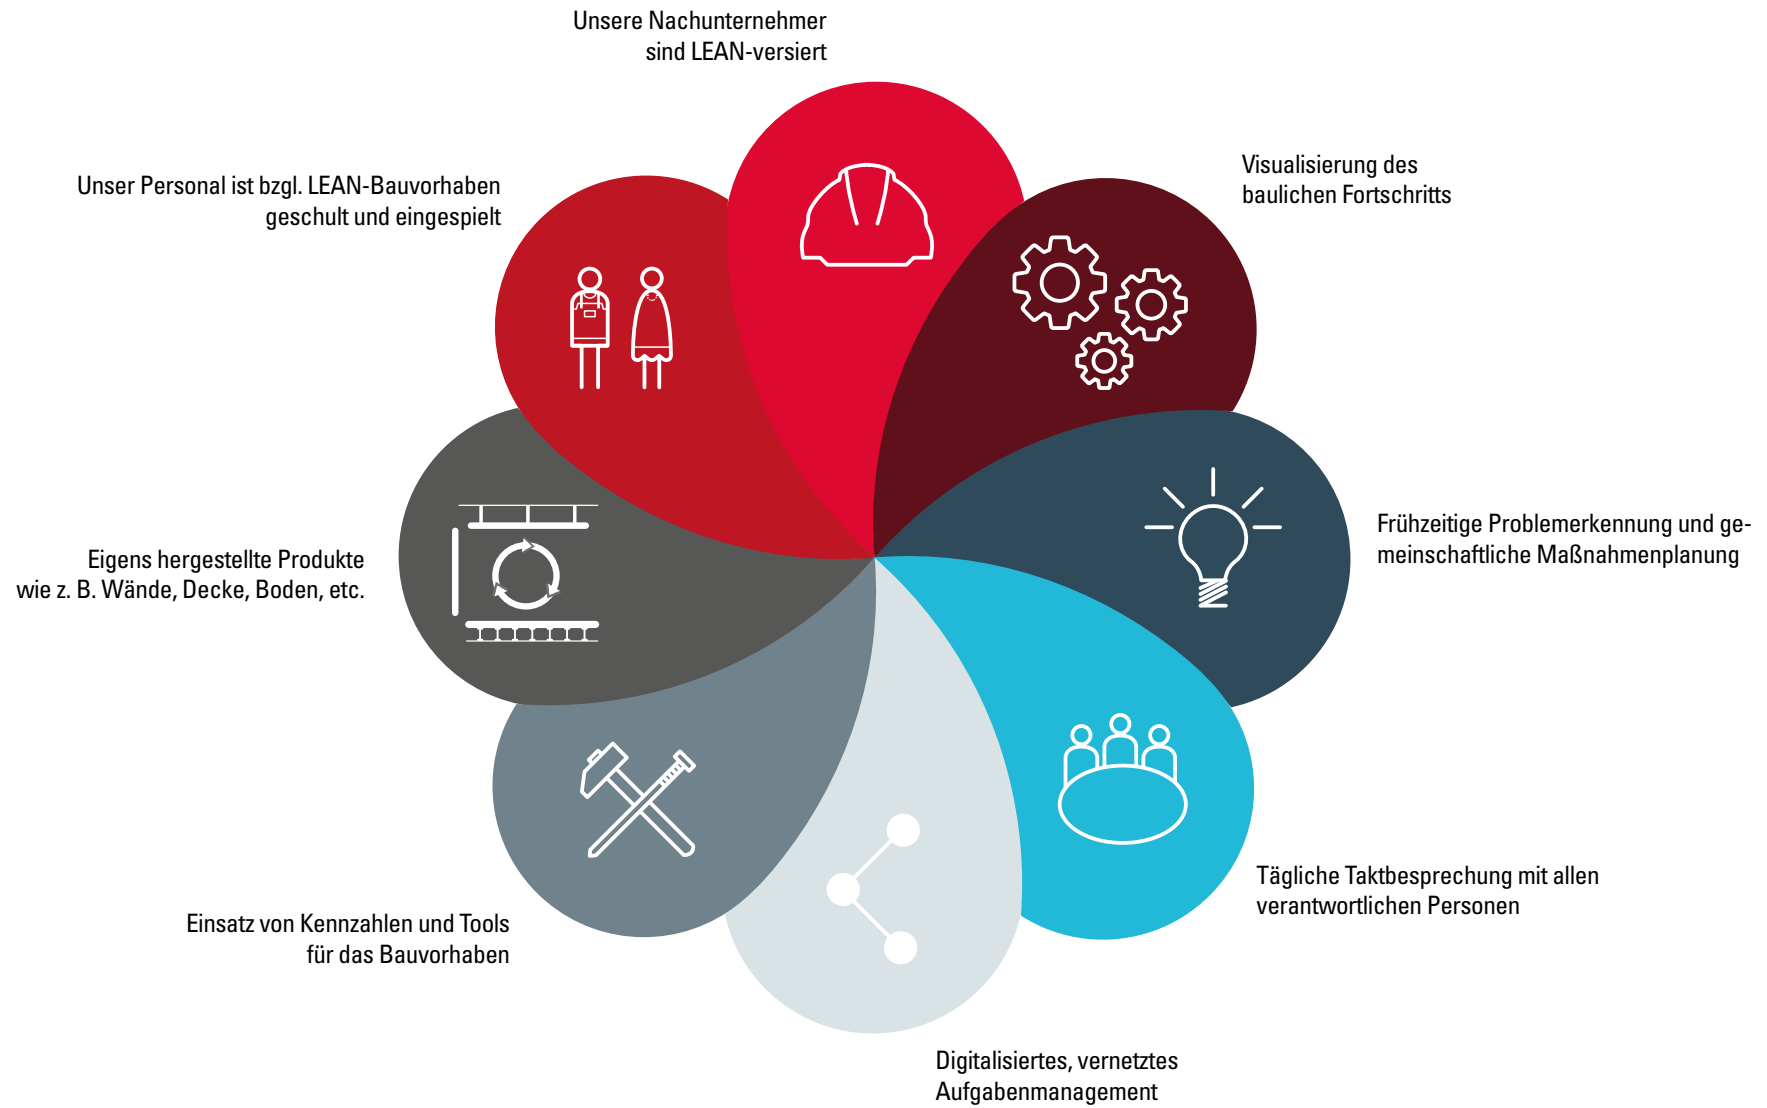 Unsere Nachunternehmer
sind LEAN-versiert
Visualisierung des
baulichen Fortschritts
Frühzeitige Problemerkennung und ge-
meinschaftliche Maßnahmenplanung
Tägliche Taktbesprechung mit allen
verantwortlichen Personen
Digitalisiertes, vernetztes
Aufgabenmanagement
Einsatz von Kennzahlen und Tools
für das Bauvorhaben
Eigens hergestellte Produkte
wie z. B. Wände, Decke, Boden, etc.
Unser Personal ist bzgl. LEAN-Bauvorhaben
geschult und eingespielt